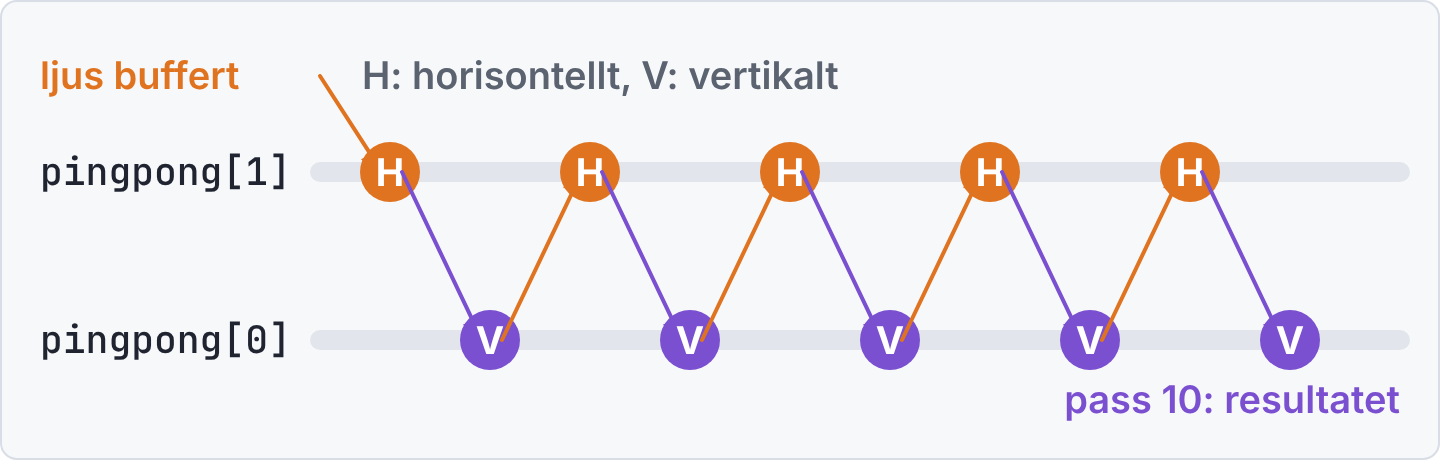 ljus buffert
H: horisontellt, V: vertikalt
pingpong[1] H H H H H
pingpong[0] V V V V V
pass 10: resultatet